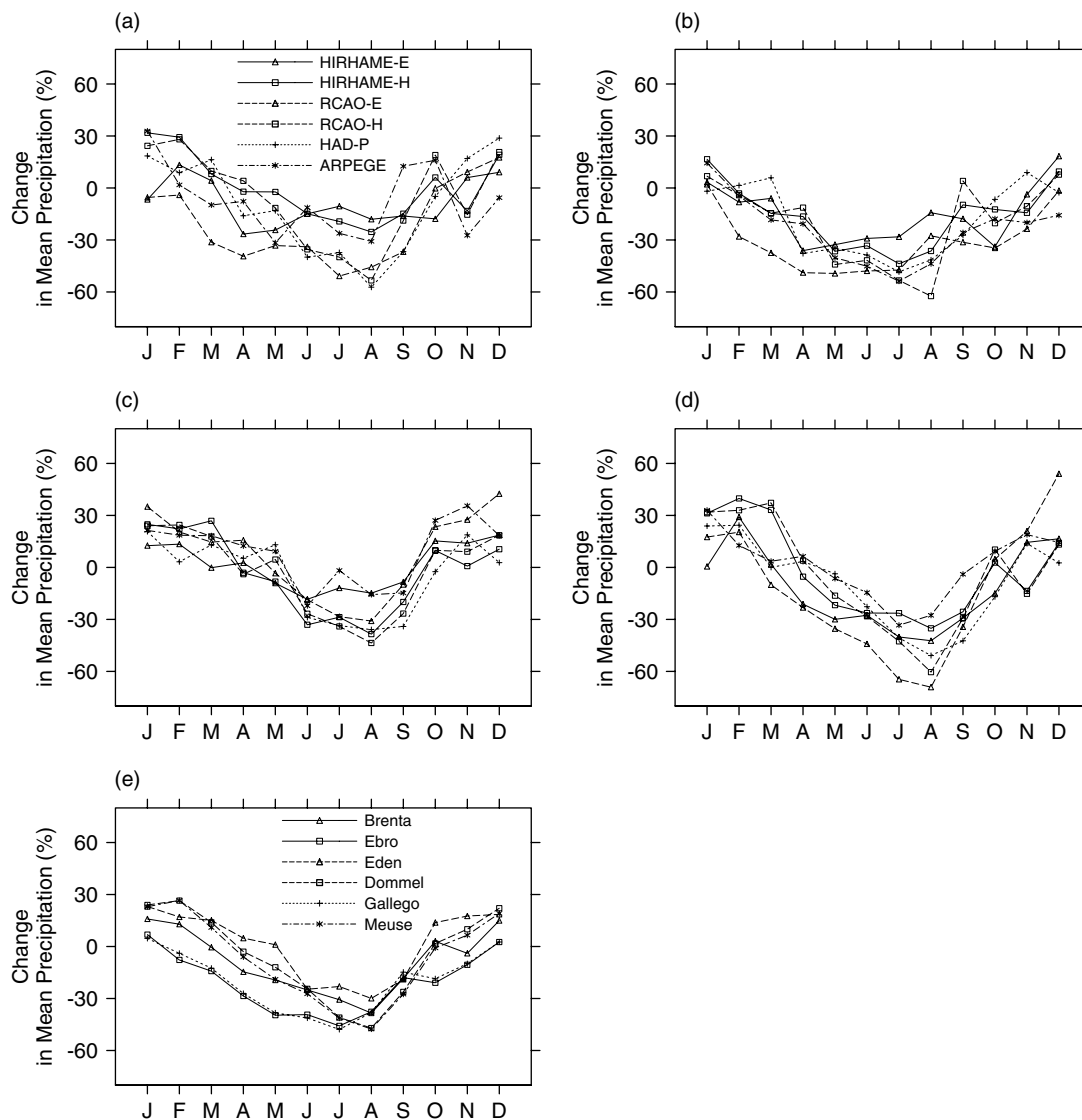 (a)
Change
in Mean Precipitation (%)
60
30
0
-30
-60
HIRHAME-E
HIRHAME-H
RCAO-E
RCAO-H
HAD-P
ARPEGE
J F M A M J J A S O N D
(b)
Change
in Mean Precipitation (%)
60
30
0
-30
-60
J F M A M J J A S O N D
(c)
Change
in Mean Precipitation (%)
60
30
0
-30
-60
J F M A M J J A S O N D
(d)
Change
in Mean Precipitation (%)
60
30
0
-30
-60
J F M A M J J A S O N D
(e)
Change
in Mean Precipitation (%)
60
30
0
-30
-60
Brenta
Ebro
Eden
Dommel
Gallego
Meuse
J F M A M J J A S O N D